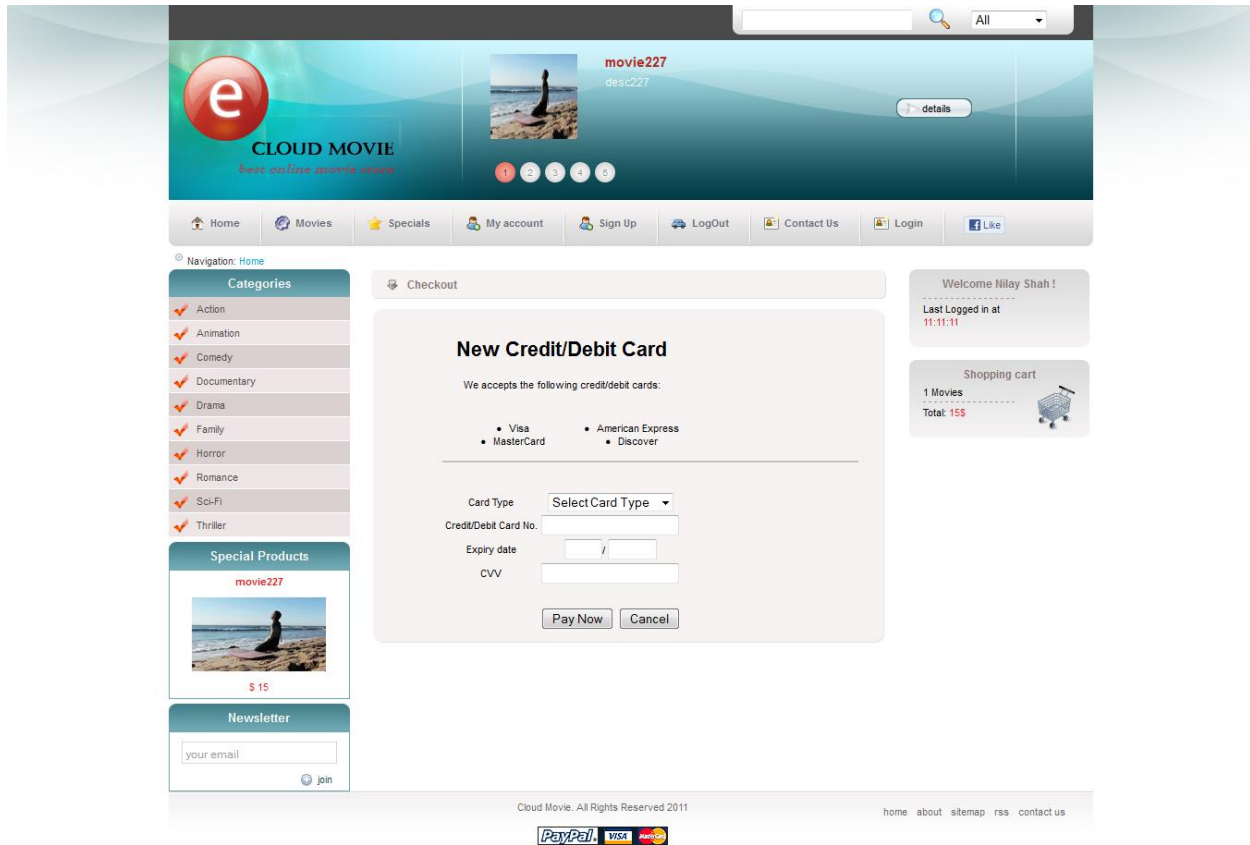 All
e
CLOUD MOVIE
best online movie store
movie227
desc227
details
1 2 3 4 5
Home Movies Specials My account Sign Up LogOut Contact Us Login Like
Navigation: Home
Categories
Action
Animation
Comedy
Documentary
Drama
Family
Horror
Romance
Sci-Fi
Thriller
Special Products
movie227
$ 15
Newsletter
your email
join
Checkout
New Credit/Debit Card
We accepts the following credit/debit cards:
Visa American Express
MasterCard Discover
Card Type Select Card Type
Credit/Debit Card No.
Expiry date /
CVV
Pay Now Cancel
Welcome Nilay Shah !
Last Logged in at
11:11:11
Shopping cart
1 Movies
Total: 15$
Cloud Movie. All Rights Reserved 2011
home about sitemap rss contact us
PayPal. VISA MasterCard